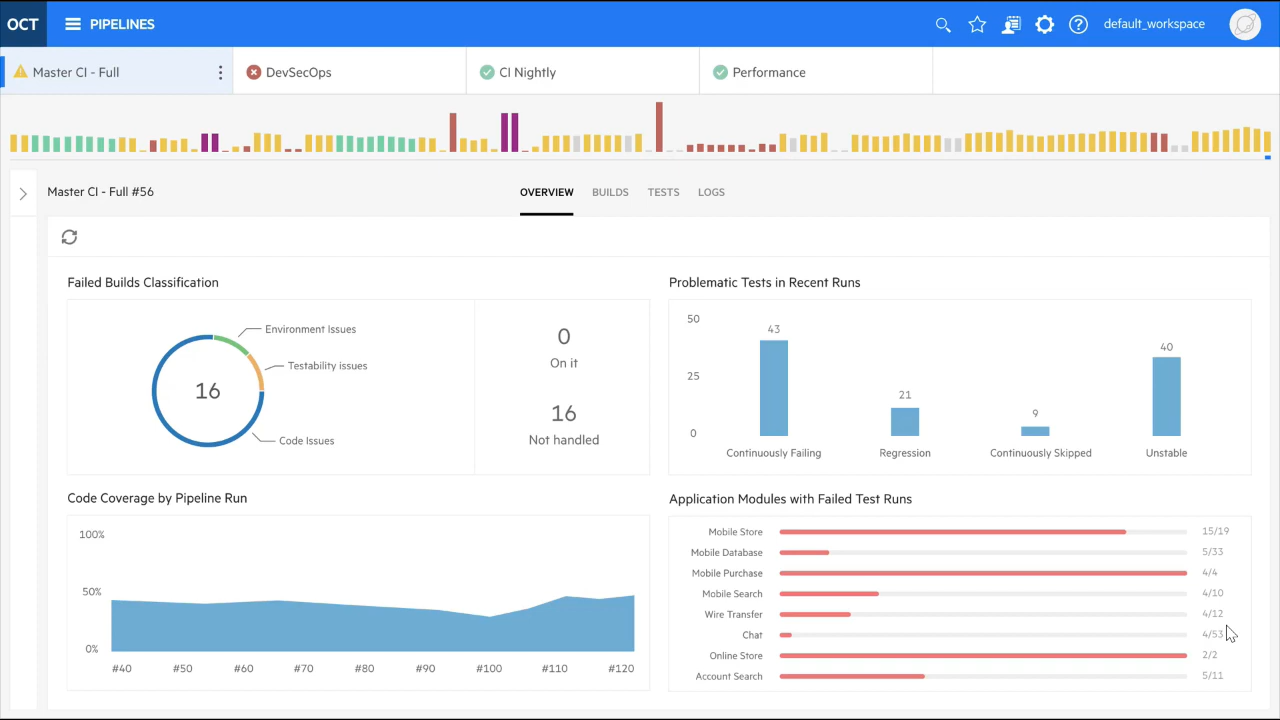 OCT PIPELINES default_workspace
Master CI - Full DevSecOps CI Nightly Performance
Master CI - Full #56 OVERVIEW BUILDS TESTS LOGS
Failed Builds Classification
Environment Issues
Testability issues
16
Code Issues
0
On it
16
Not handled
Problematic Tests in Recent Runs
50
25
0
43
21
9
40
Continuously Failing Regression Continuously Skipped Unstable
Code Coverage by Pipeline Run
100%
50%
0%
#40 #50 #60 #70 #80 #90 #100 #110 #120
Application Modules with Failed Test Runs
Mobile Store 15/19
Mobile Database 5/33
Mobile Purchase 4/4
Mobile Search 4/10
Wire Transfer 4/12
Chat 4/53
Online Store 2/2
Account Search 5/11